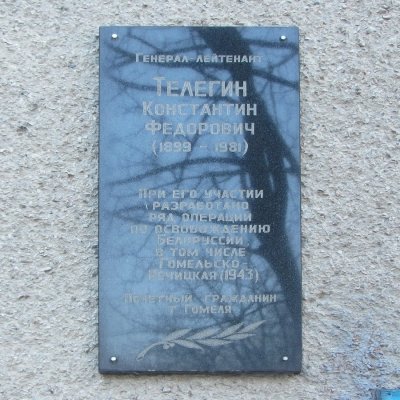 Генерал-лейтенант
Телегин
Константин
Федорович
(1899 - 1981)
При его участии
разработано
ряд операций
по освобождению
Белоруссии
в том числе
Гомельско-
Речицкая (1943)
Почетный гражданин
г. Гомеля